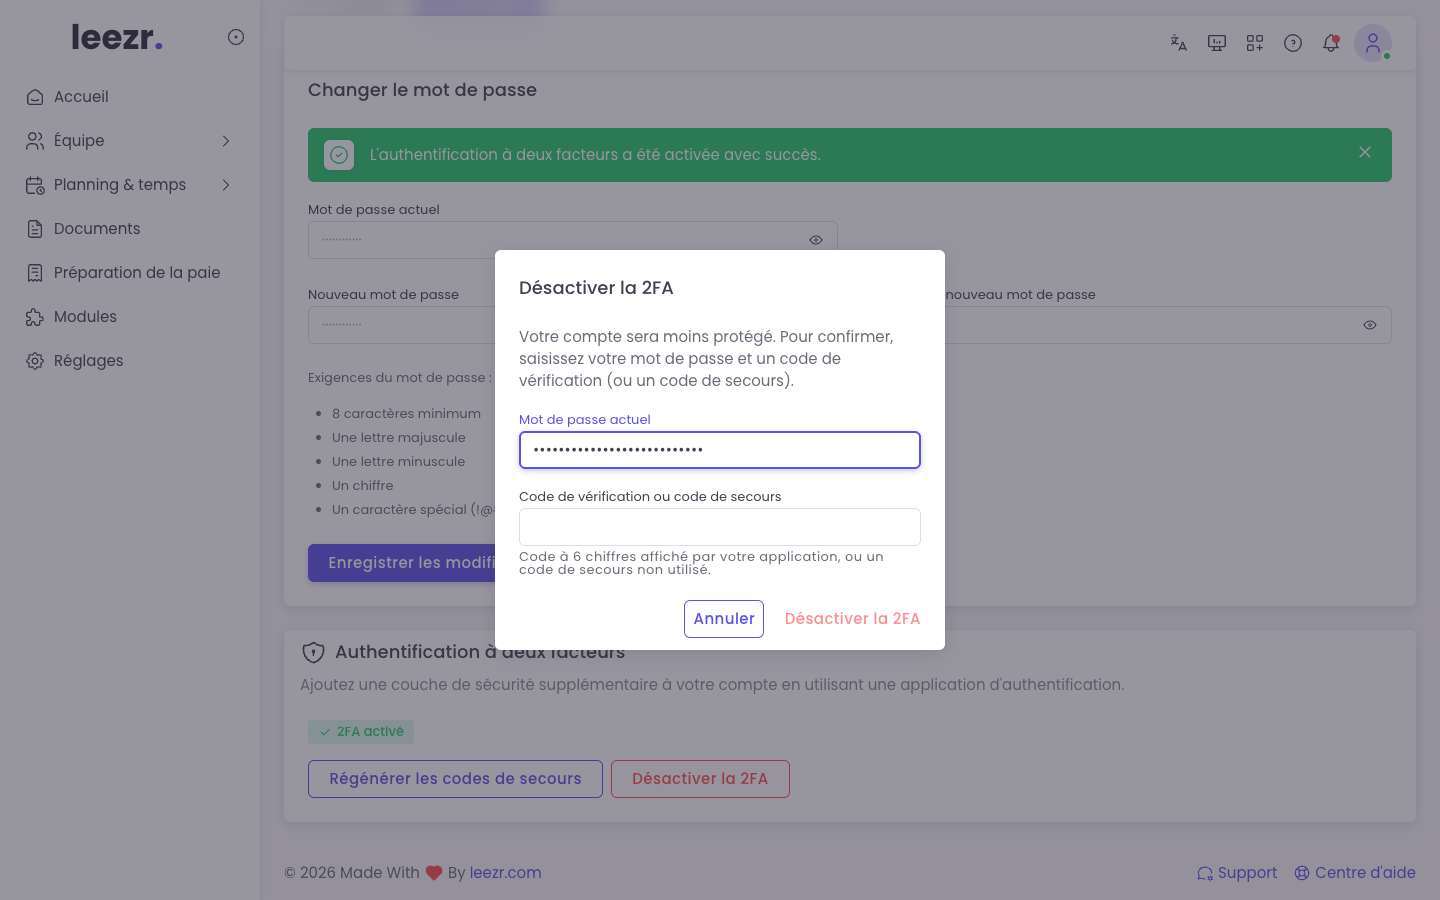 leezr.
Accueil
Équipe
Planning & temps
Documents
Préparation de la paie
Modules
Réglages
Changer le mot de passe
L'authentification à deux facteurs a été activée avec succès.
Mot de passe actuel
Nouveau mot de passe
nouveau mot de passe
Exigences du mot de passe :
8 caractères minimum
Une lettre majuscule
Une lettre minuscule
Un chiffre
Un caractère spécial (!@
Enregistrer les modifi
Désactiver la 2FA
Votre compte sera moins protégé. Pour confirmer,
saisissez votre mot de passe et un code de
vérification (ou un code de secours).
Mot de passe actuel
Code de vérification ou code de secours
Code à 6 chiffres affiché par votre application, ou un
code de secours non utilisé.
Annuler
Désactiver la 2FA
Authentification à deux facteurs
Ajoutez une couche de sécurité supplémentaire à votre compte en utilisant une application d'authentification.
2FA activé
Régénérer les codes de secours
Désactiver la 2FA
© 2026 Made With By leezr.com
Support
Centre d'aide